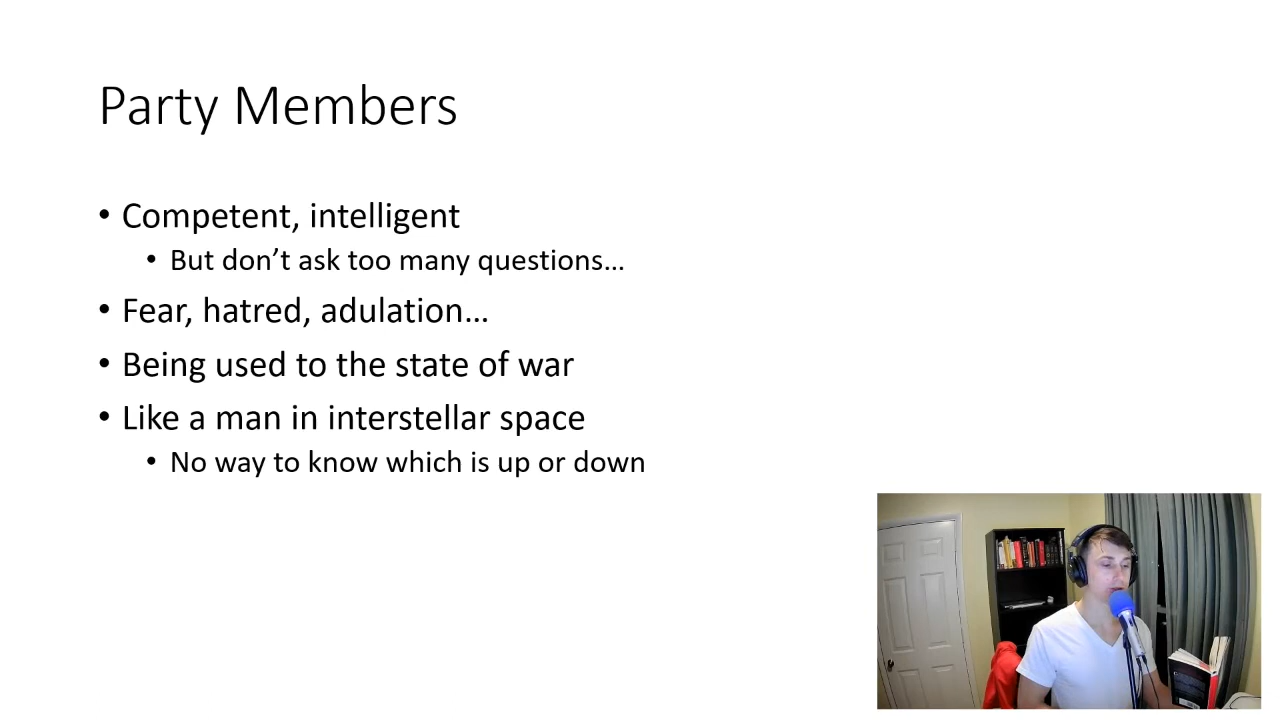 Party Members
• Competent, intelligent
• But don’t ask too many questions…
• Fear, hatred, adulation…
• Being used to the state of war
• Like a man in interstellar space
• No way to know which is up or down